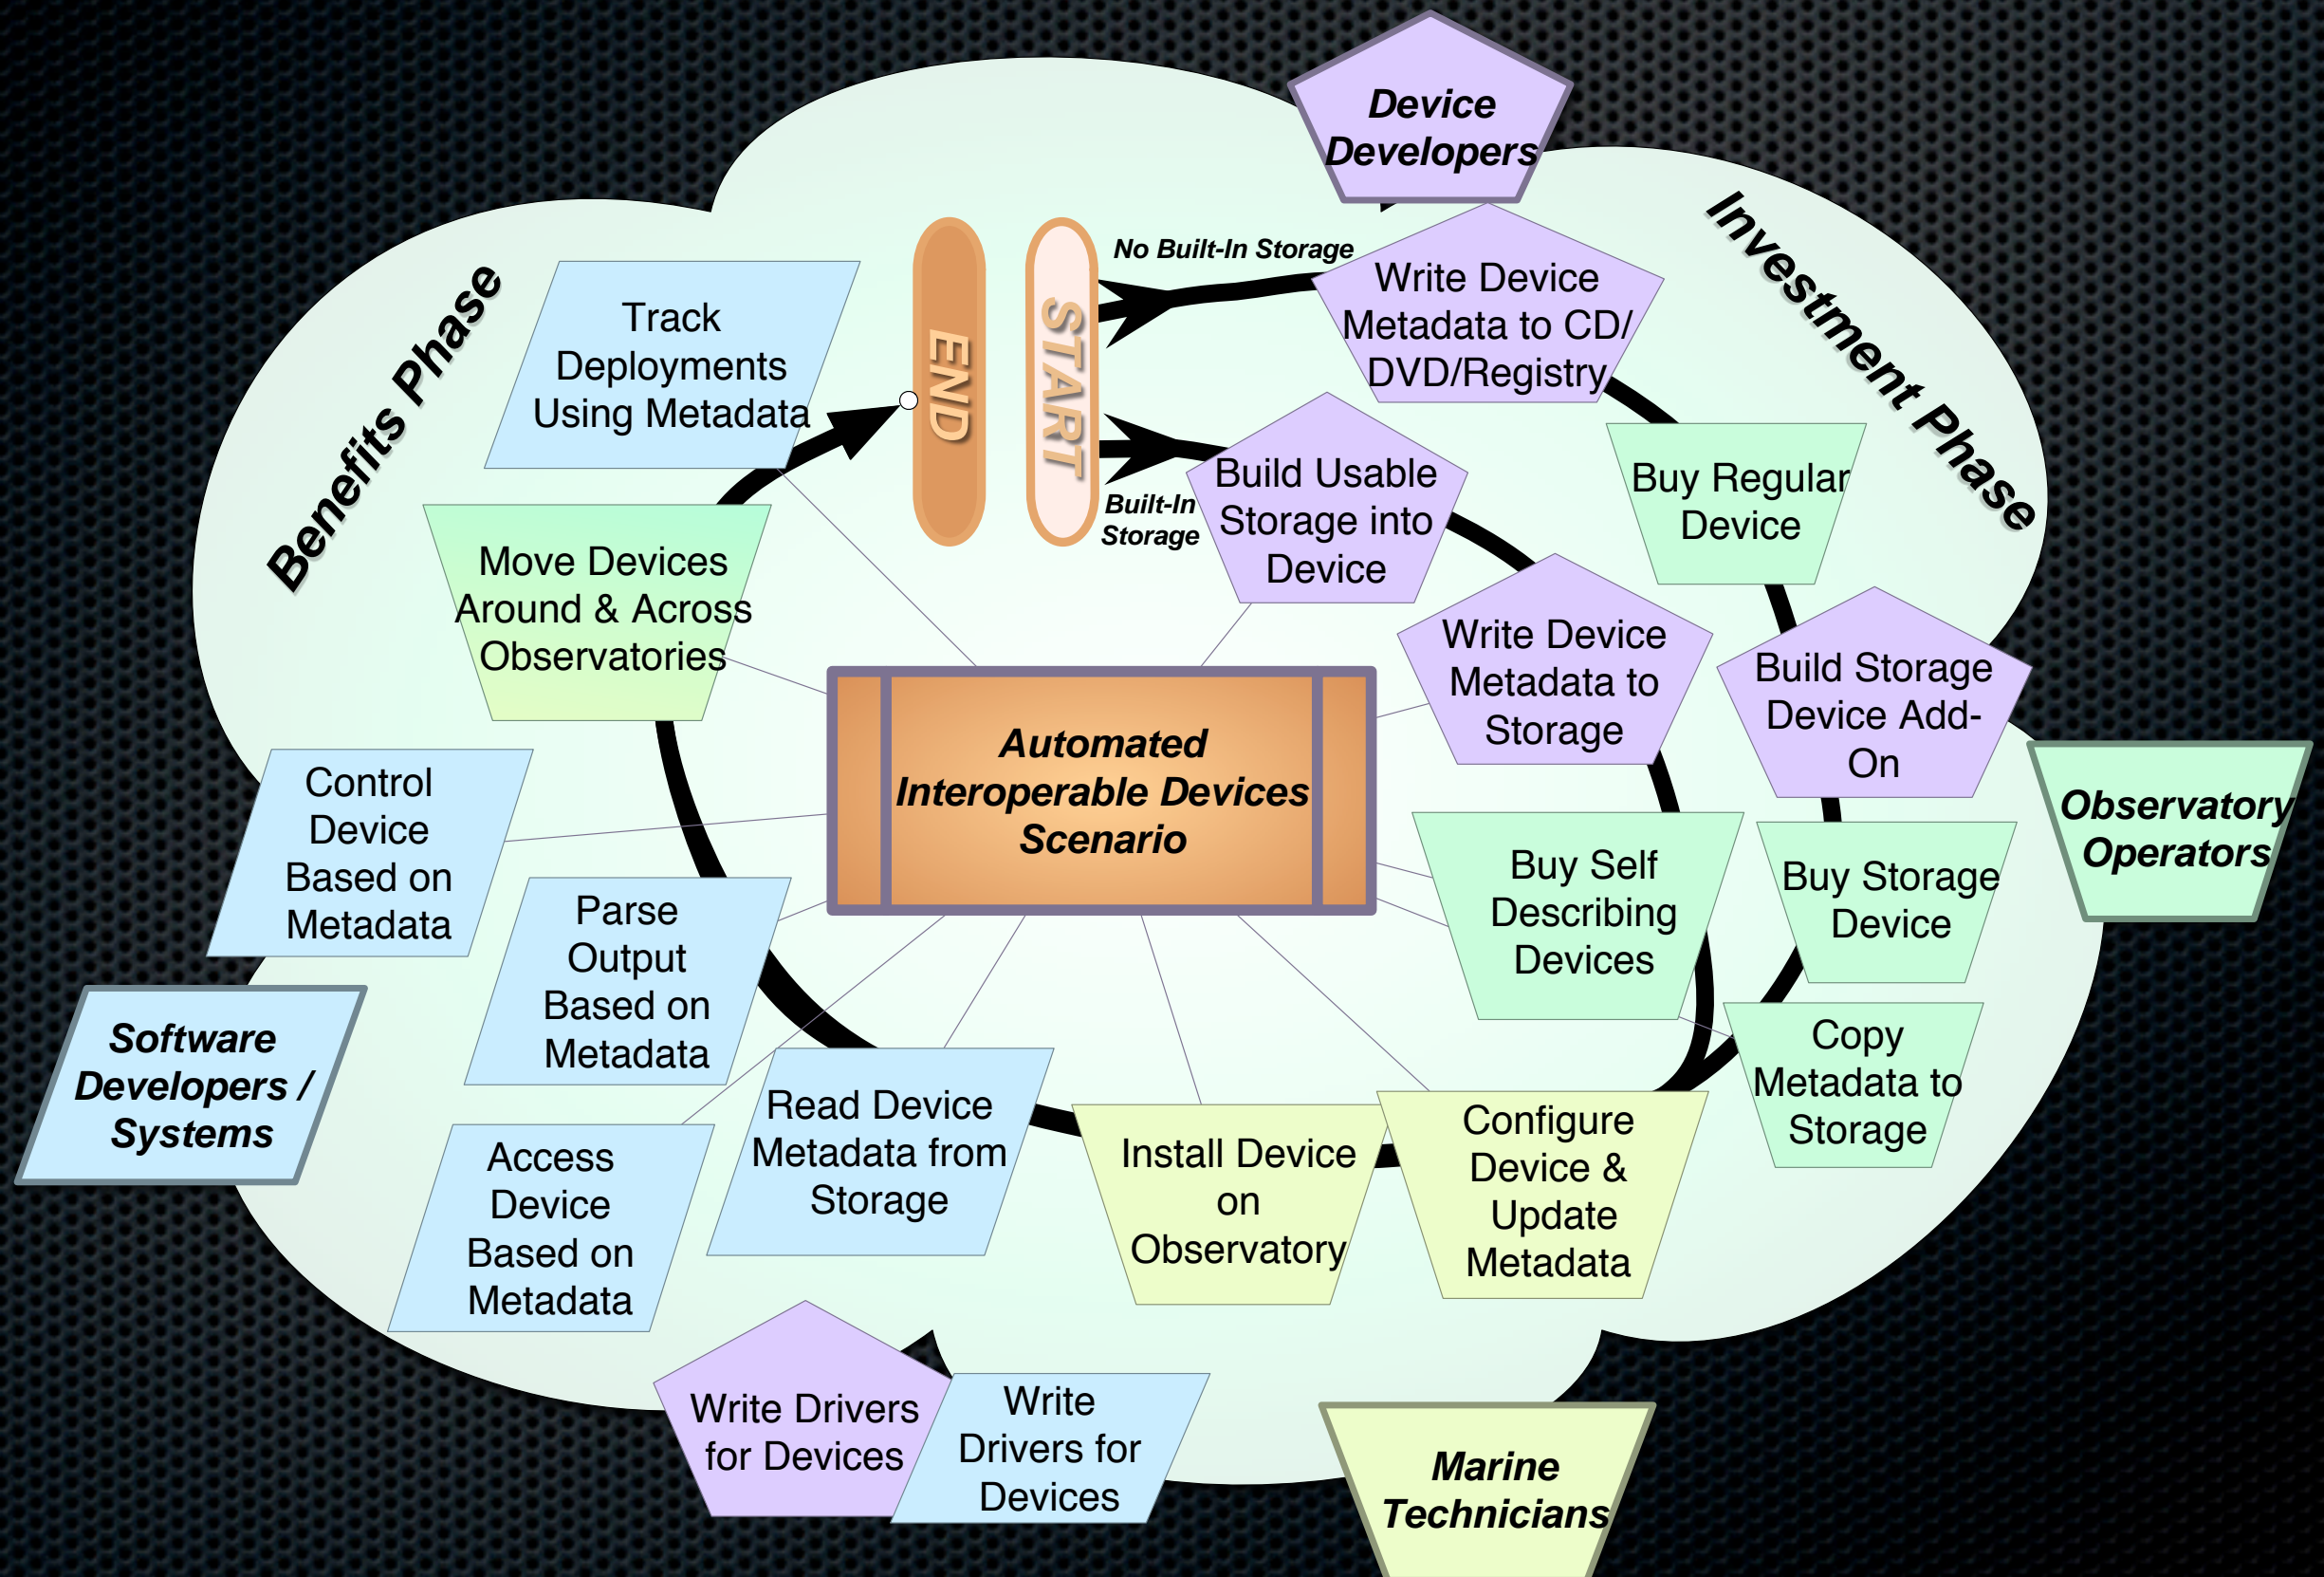 Device
Developers
Investment Phase
Benefits Phase
No Built-In Storage
Write Device
Metadata to CD/
DVD/Registry
Track
Deployments
Using Metadata
END
START
Built-In
Storage
Build Usable
Storage into
Device
Buy Regular
Device
Move Devices
Around & Across
Observatories
Write Device
Metadata to
Storage
Build Storage
Device Add-
On
Automated
Interoperable Devices
Scenario
Control
Device
Based on
Metadata
Observatory
Operators
Buy Self
Describing
Devices
Buy Storage
Device
Parse
Output
Based on
Metadata
Software
Developers /
Systems
Copy
Metadata to
Storage
Read Device
Metadata from
Storage
Install Device
on
Observatory
Configure
Device &
Update
Metadata
Access
Device
Based on
Metadata
Write Drivers
for Devices
Write
Drivers for
Devices
Marine
Technicians